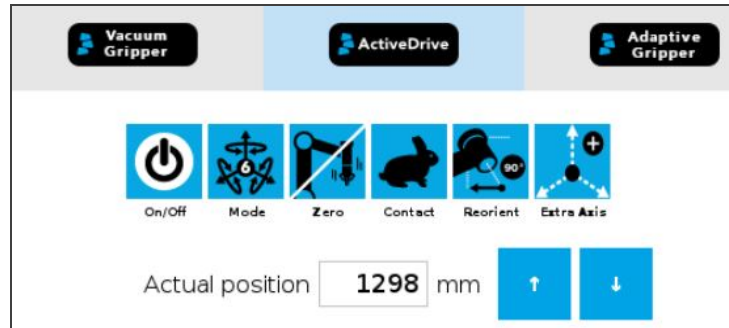 Vacuum
Gripper
ActiveDrive
Adaptive
Gripper
6
90°
+
On/Off
Mode
Zero
Contact
Reorient
Extra Axis
Actual position 1298 mm ↑ ↓